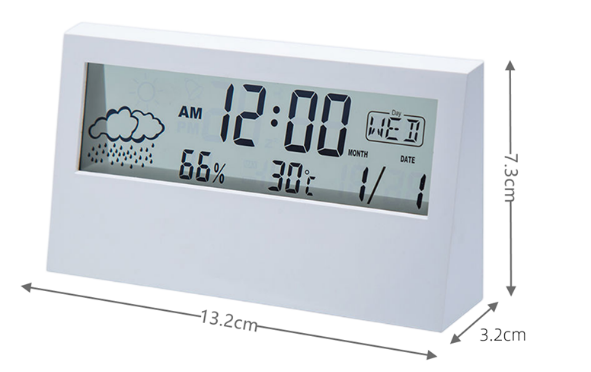 AM 12:00 Day WED
MONTH DATE
66% 30℃ 1/ 1
7.3cm
13.2cm
3.2cm